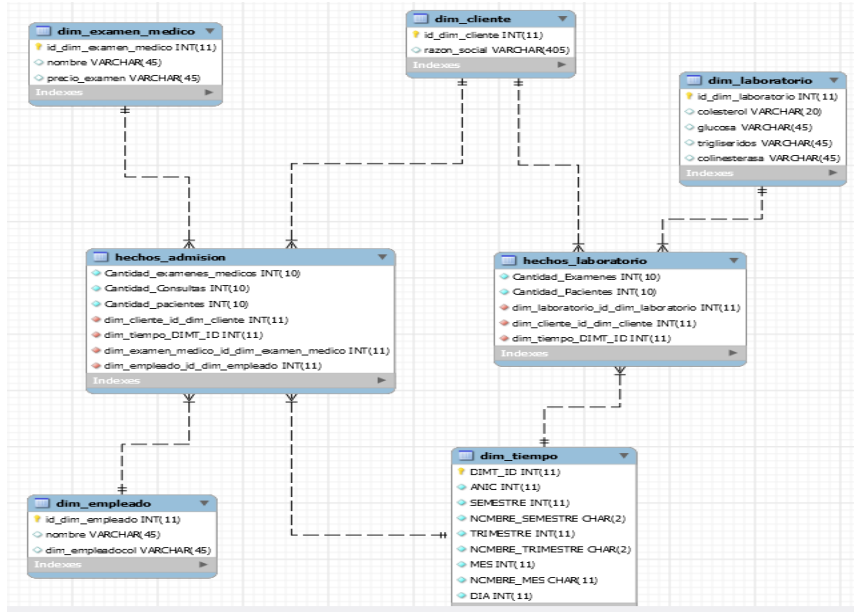 dim_examen_medico
id_dim_examen_medico INT(11)
nombre VARCHAR(45)
precio_examen VARCHAR(45)
Indexes
dim_cliente
id_dim_cliente INT(11)
razon_social VARCHAR(405)
Indexes
dim_laboratorio
id_dim_laboratorio INT(11)
colesterol VARCHAR(20)
glucosa VARCHAR(45)
trigliseridos VARCHAR(45)
colinesterasa VARCHAR(45)
Indexes
hechos_admision
Cantidad_examenes_medicos INT(10)
Cantidad_Consultas INT(10)
Cantidad_pacientes INT(10)
dim_cliente_id_dim_cliente INT(11)
dim_tiempo_DIMT_ID INT(11)
dim_examen_medico_id_dim_examen_medico INT(11)
dim_empleado_id_dim_empleado INT(11)
Indexes
hechos_laboratorio
Cantidad_Examenes INT(10)
Cantidad_Pacientes INT(10)
dim_laboratorio_id_dim_laboratorio INT(11)
dim_cliente_id_dim_cliente INT(11)
dim_tiempo_DIMT_ID INT(11)
Indexes
dim_empleado
id_dim_empleado INT(11)
nombre VARCHAR(45)
dim_empleadocol VARCHAR(45)
Indexes
dim_tiempo
DIMT_ID INT(11)
ANIO INT(11)
SEMESTRE INT(11)
NOMBRE_SEMESTRE CHAR(2)
TRIMESTRE INT(11)
NOMBRE_TRIMESTRE CHAR(2)
MES INT(11)
NOMBRE_MES CHAR(11)
DIA INT(11)